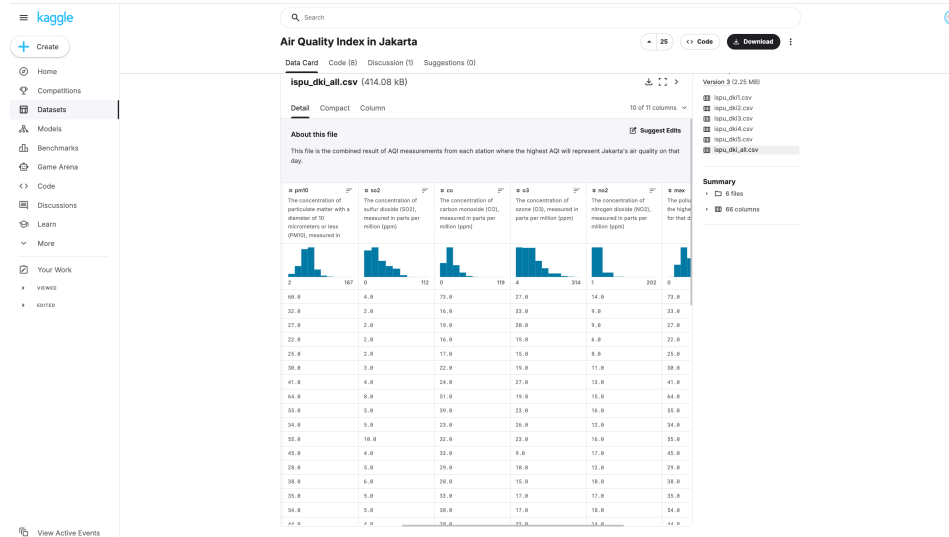 kaggle
Search
Create
Home
Competitions
Datasets
Models
Benchmarks
Game Arena
Code
Discussions
Learn
More
Your Work
VIEWED
EDITED
View Active Events
Air Quality Index in Jakarta
25
<> Code
Download
Data Card Code (8) Discussion (1) Suggestions (0)
ispu_dki_all.csv (414.08 kB)
Detail Compact Column
10 of 11 columns
About this file
Suggest Edits
This file is the combined result of AQI measurements from each station where the highest AQI will represent Jakarta's air quality on that
day.
# pm10 # so2 # co # o3 # no2 # max
The concentration of The concentration of The concentration of The concentration of The concentration of The pollu
particulate matter with a sulfur dioxide (SO2), carbon monoxide (CO), ozone (O3), measured in nitrogen dioxide (NO2), the highe
diameter of 10 measured in parts per measured in parts per parts per million (ppm) measured in parts per for that d
micrometers or less million (ppm) million (ppm) million (ppm)
(PM10), measured in
2 187 0 112 0 119 4 314 1 202 0
60.0 4.0 73.0 27.0 14.0 73.0
32.0 2.0 16.0 33.0 9.0 33.0
27.0 2.0 19.0 20.0 9.0 27.0
22.0 2.0 16.0 15.0 6.0 22.0
25.0 2.0 17.0 15.0 8.0 25.0
30.0 3.0 22.0 19.0 11.0 30.0
41.0 4.0 24.0 27.0 13.0 41.0
64.0 8.0 51.0 19.0 15.0 64.0
55.0 5.0 39.0 23.0 16.0 55.0
34.0 5.0 23.0 26.0 12.0 34.0
55.0 10.0 32.0 23.0 16.0 55.0
45.0 4.0 33.0 9.0 17.0 45.0
28.0 5.0 29.0 10.0 12.0 29.0
38.0 6.0 28.0 15.0 10.0 38.0
35.0 5.0 33.0 17.0 17.0 35.0
54.0 5.0 30.0 17.0 18.0 54.0
Version 3 (2.25 MB)
ispu_dki1.csv
ispu_dki2.csv
ispu_dki3.csv
ispu_dki4.csv
ispu_dki5.csv
ispu_dki_all.csv
Summary
6 files
66 columns